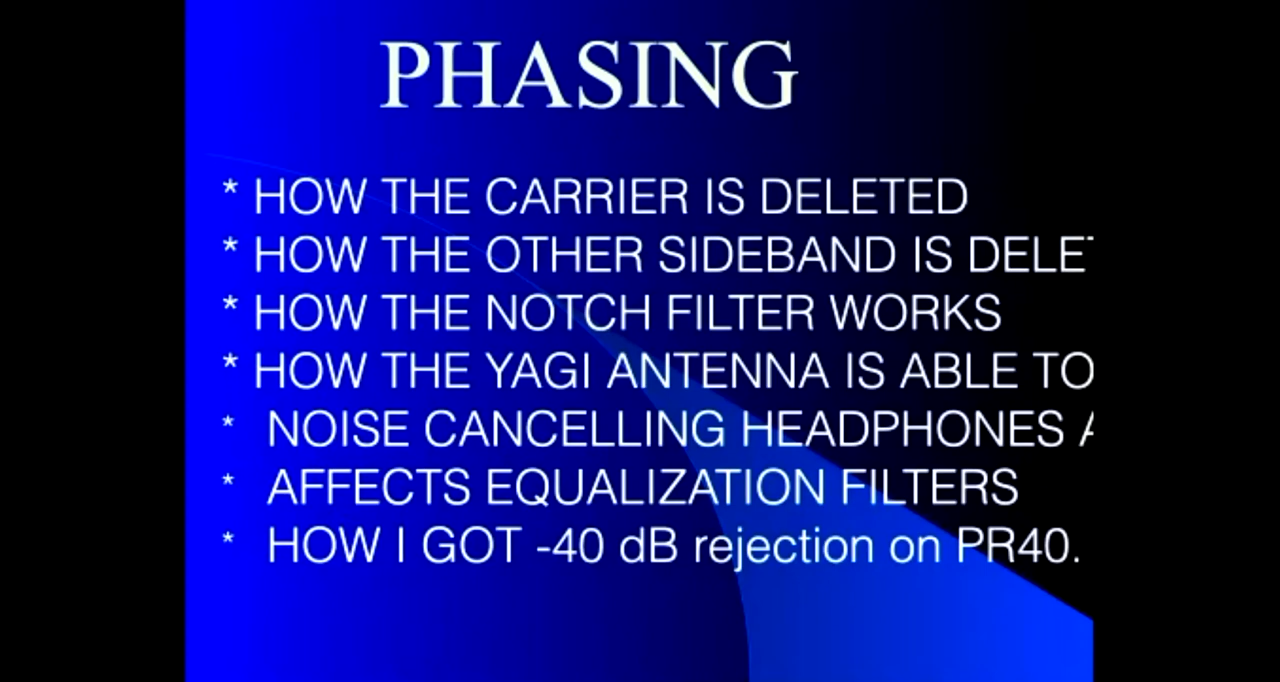 PHASING
* HOW THE CARRIER IS DELETED
* HOW THE OTHER SIDEBAND IS
* HOW THE NOTCH FILTER WORKS
* HOW THE YAGI ANTENNA IS ABLE TO
* NOISE CANCELLING HEADPHONES
* AFFECTS EQUALIZATION FILTERS
* HOW I GOT -40 dB rejection on PR40.